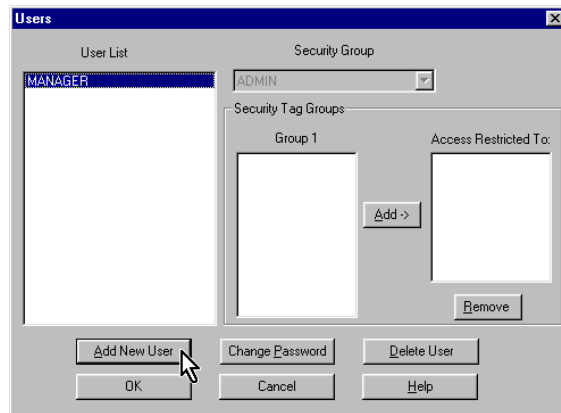 Users
User List
Security Group
MANAGER
ADMIN
Security Tag Groups
Group 1
Access Restricted To:
Add ->
Remove
Add New User
Change Password
Delete User
OK
Cancel
Help